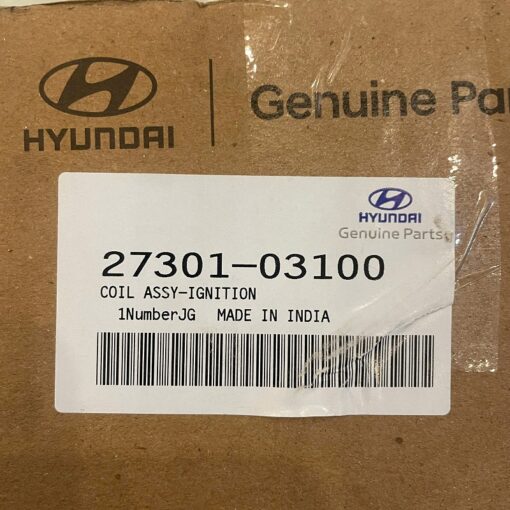 HYUNDAI
Genuine Pa
HYUNDAI
Genuine Parts
27301-03100
COIL ASSY-IGNITION
1NumberJG MADE IN INDIA